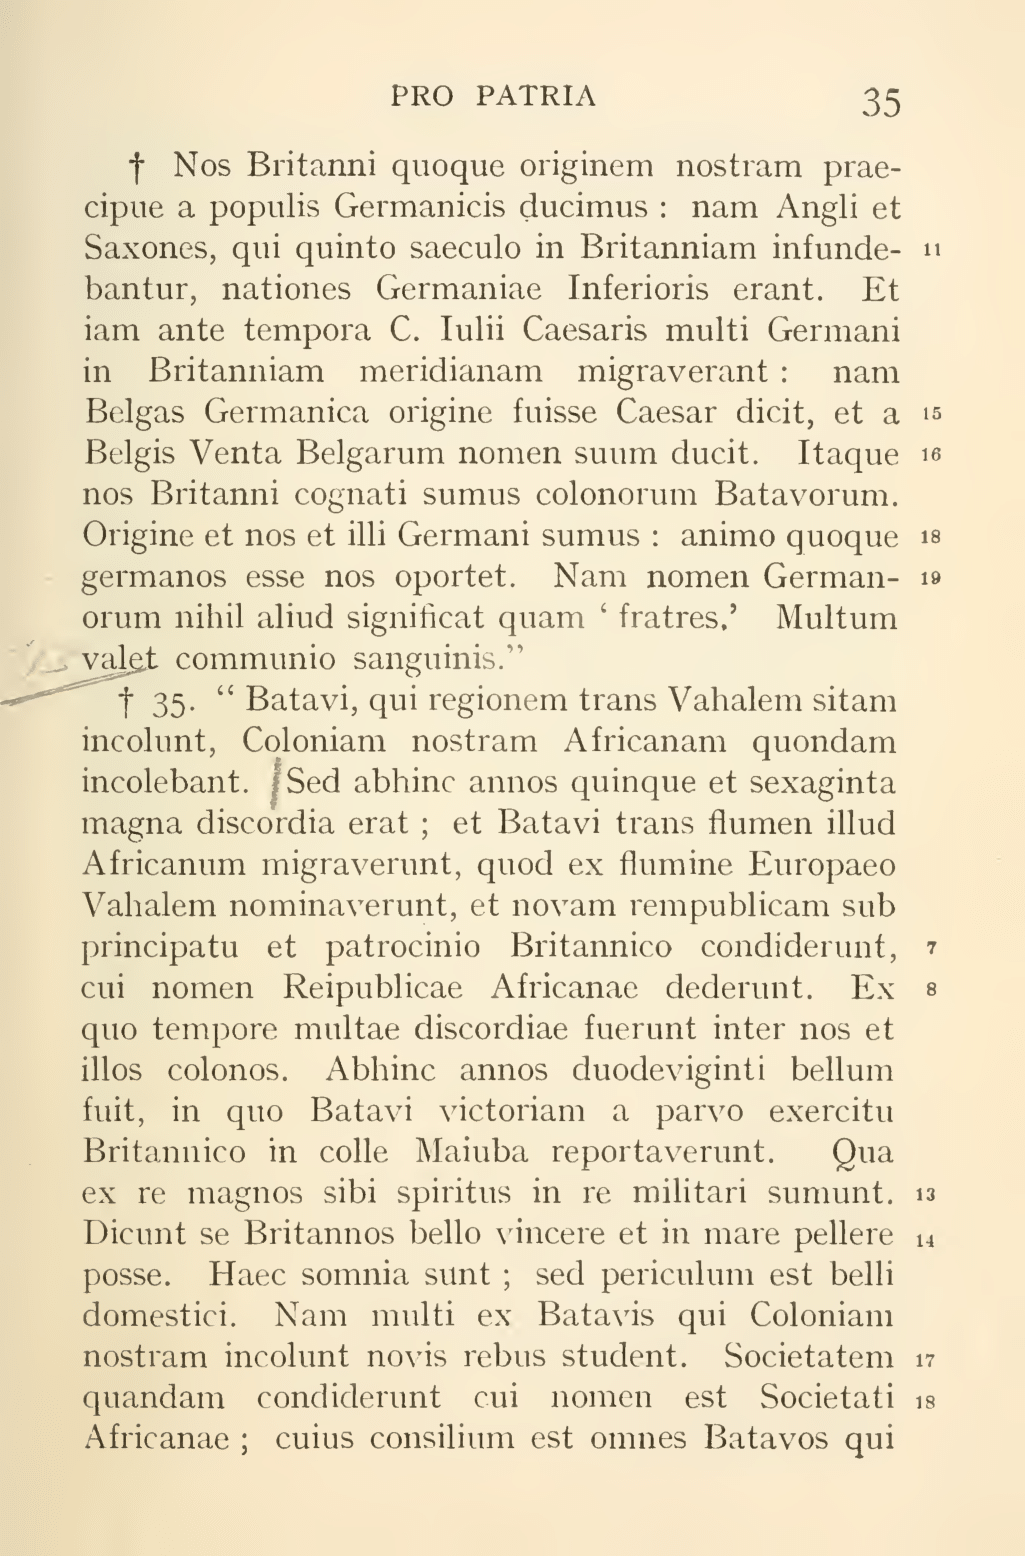 PRO PATRIA 35
† Nos Britanni quoque originem nostram prae-
cipue a populis Germanicis ducimus : nam Angli et
Saxones, qui quinto saeculo in Britanniam infunde- 11
bantur, nationes Germaniae Inferioris erant. Et
iam ante tempora C. Iulii Caesaris multi Germani
in Britanniam meridianam migraverant : nam
Belgas Germanica origine fuisse Caesar dicit, et a 15
Belgis Venta Belgarum nomen suum ducit. Itaque 16
nos Britanni cognati sumus colonorum Batavorum.
Origine et nos et illi Germani sumus : animo quoque 18
germanos esse nos oportet. Nam nomen German- 19
orum nihil aliud significat quam ‘ fratres.’ Multum
valet communio sanguinis.”
† 35. “ Batavi, qui regionem trans Vahalem sitam
incolunt, Coloniam nostram Africanam quondam
incolebant. Sed abhinc annos quinque et sexaginta
magna discordia erat ; et Batavi trans flumen illud
Africanum migraverunt, quod ex flumine Europaeo
Vahalem nominaverunt, et novam rempublicam sub
principatu et patrocinio Britannico condiderunt, 7
cui nomen Reipublicae Africanae dederunt. Ex 8
quo tempore multae discordiae fuerunt inter nos et
illos colonos. Abhinc annos duodeviginti bellum
fuit, in quo Batavi victoriam a parvo exercitu
Britannico in colle Maiuba reportaverunt. Qua
ex re magnos sibi spiritus in re militari sumunt. 13
Dicunt se Britannos bello vincere et in mare pellere 14
posse. Haec somnia sunt ; sed periculum est belli
domestici. Nam multi ex Batavis qui Coloniam
nostram incolunt novis rebus student. Societatem 17
quandam condiderunt cui nomen est Societati 18
Africanae ; cuius consilium est omnes Batavos qui